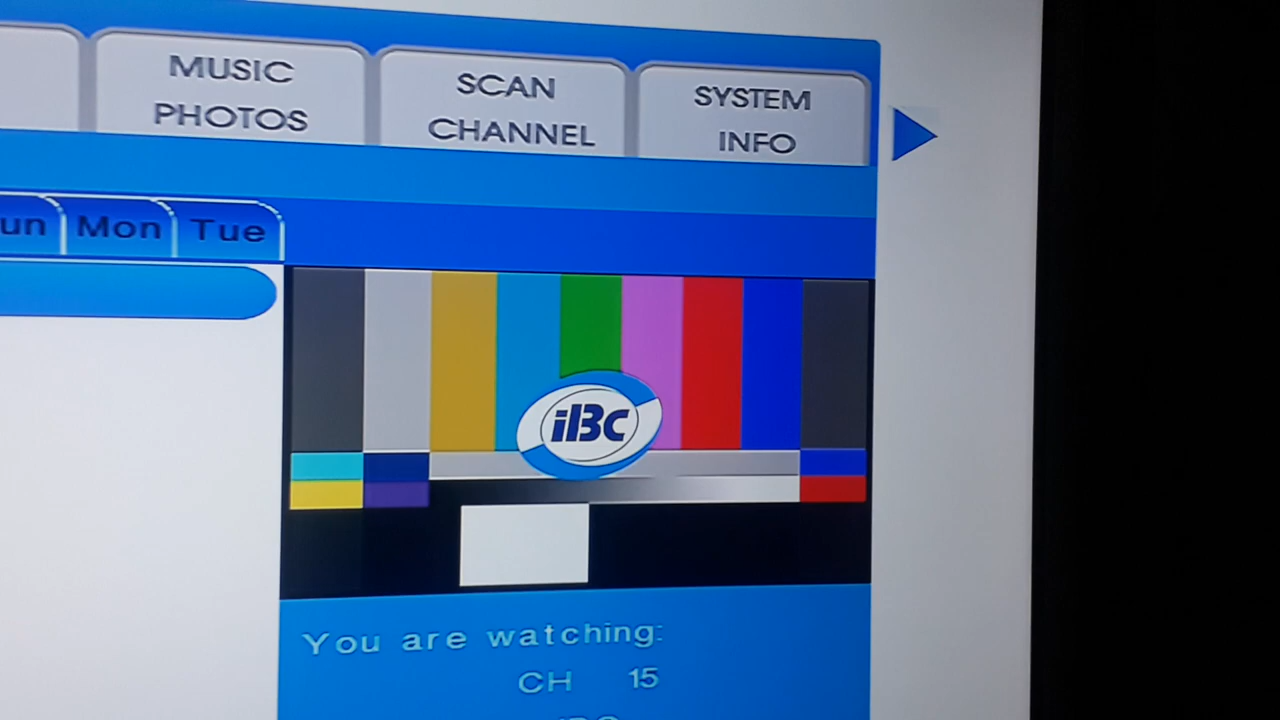 MUSIC
PHOTOS
SCAN
CHANNEL
SYSTEM
INFO
Mon
Tue
iBC
You are watching:
CH 15